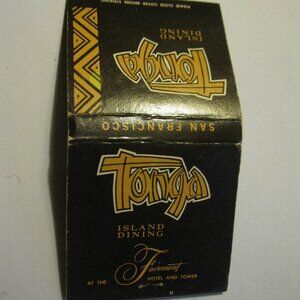 PLEASE CLOSE COVER BEFORE STRIKING
ISLAND
DINING
Tonga
SAN FRANCISCO
Tonga
ISLAND
DINING
AT THE Fairmont
HOTEL AND TOWER